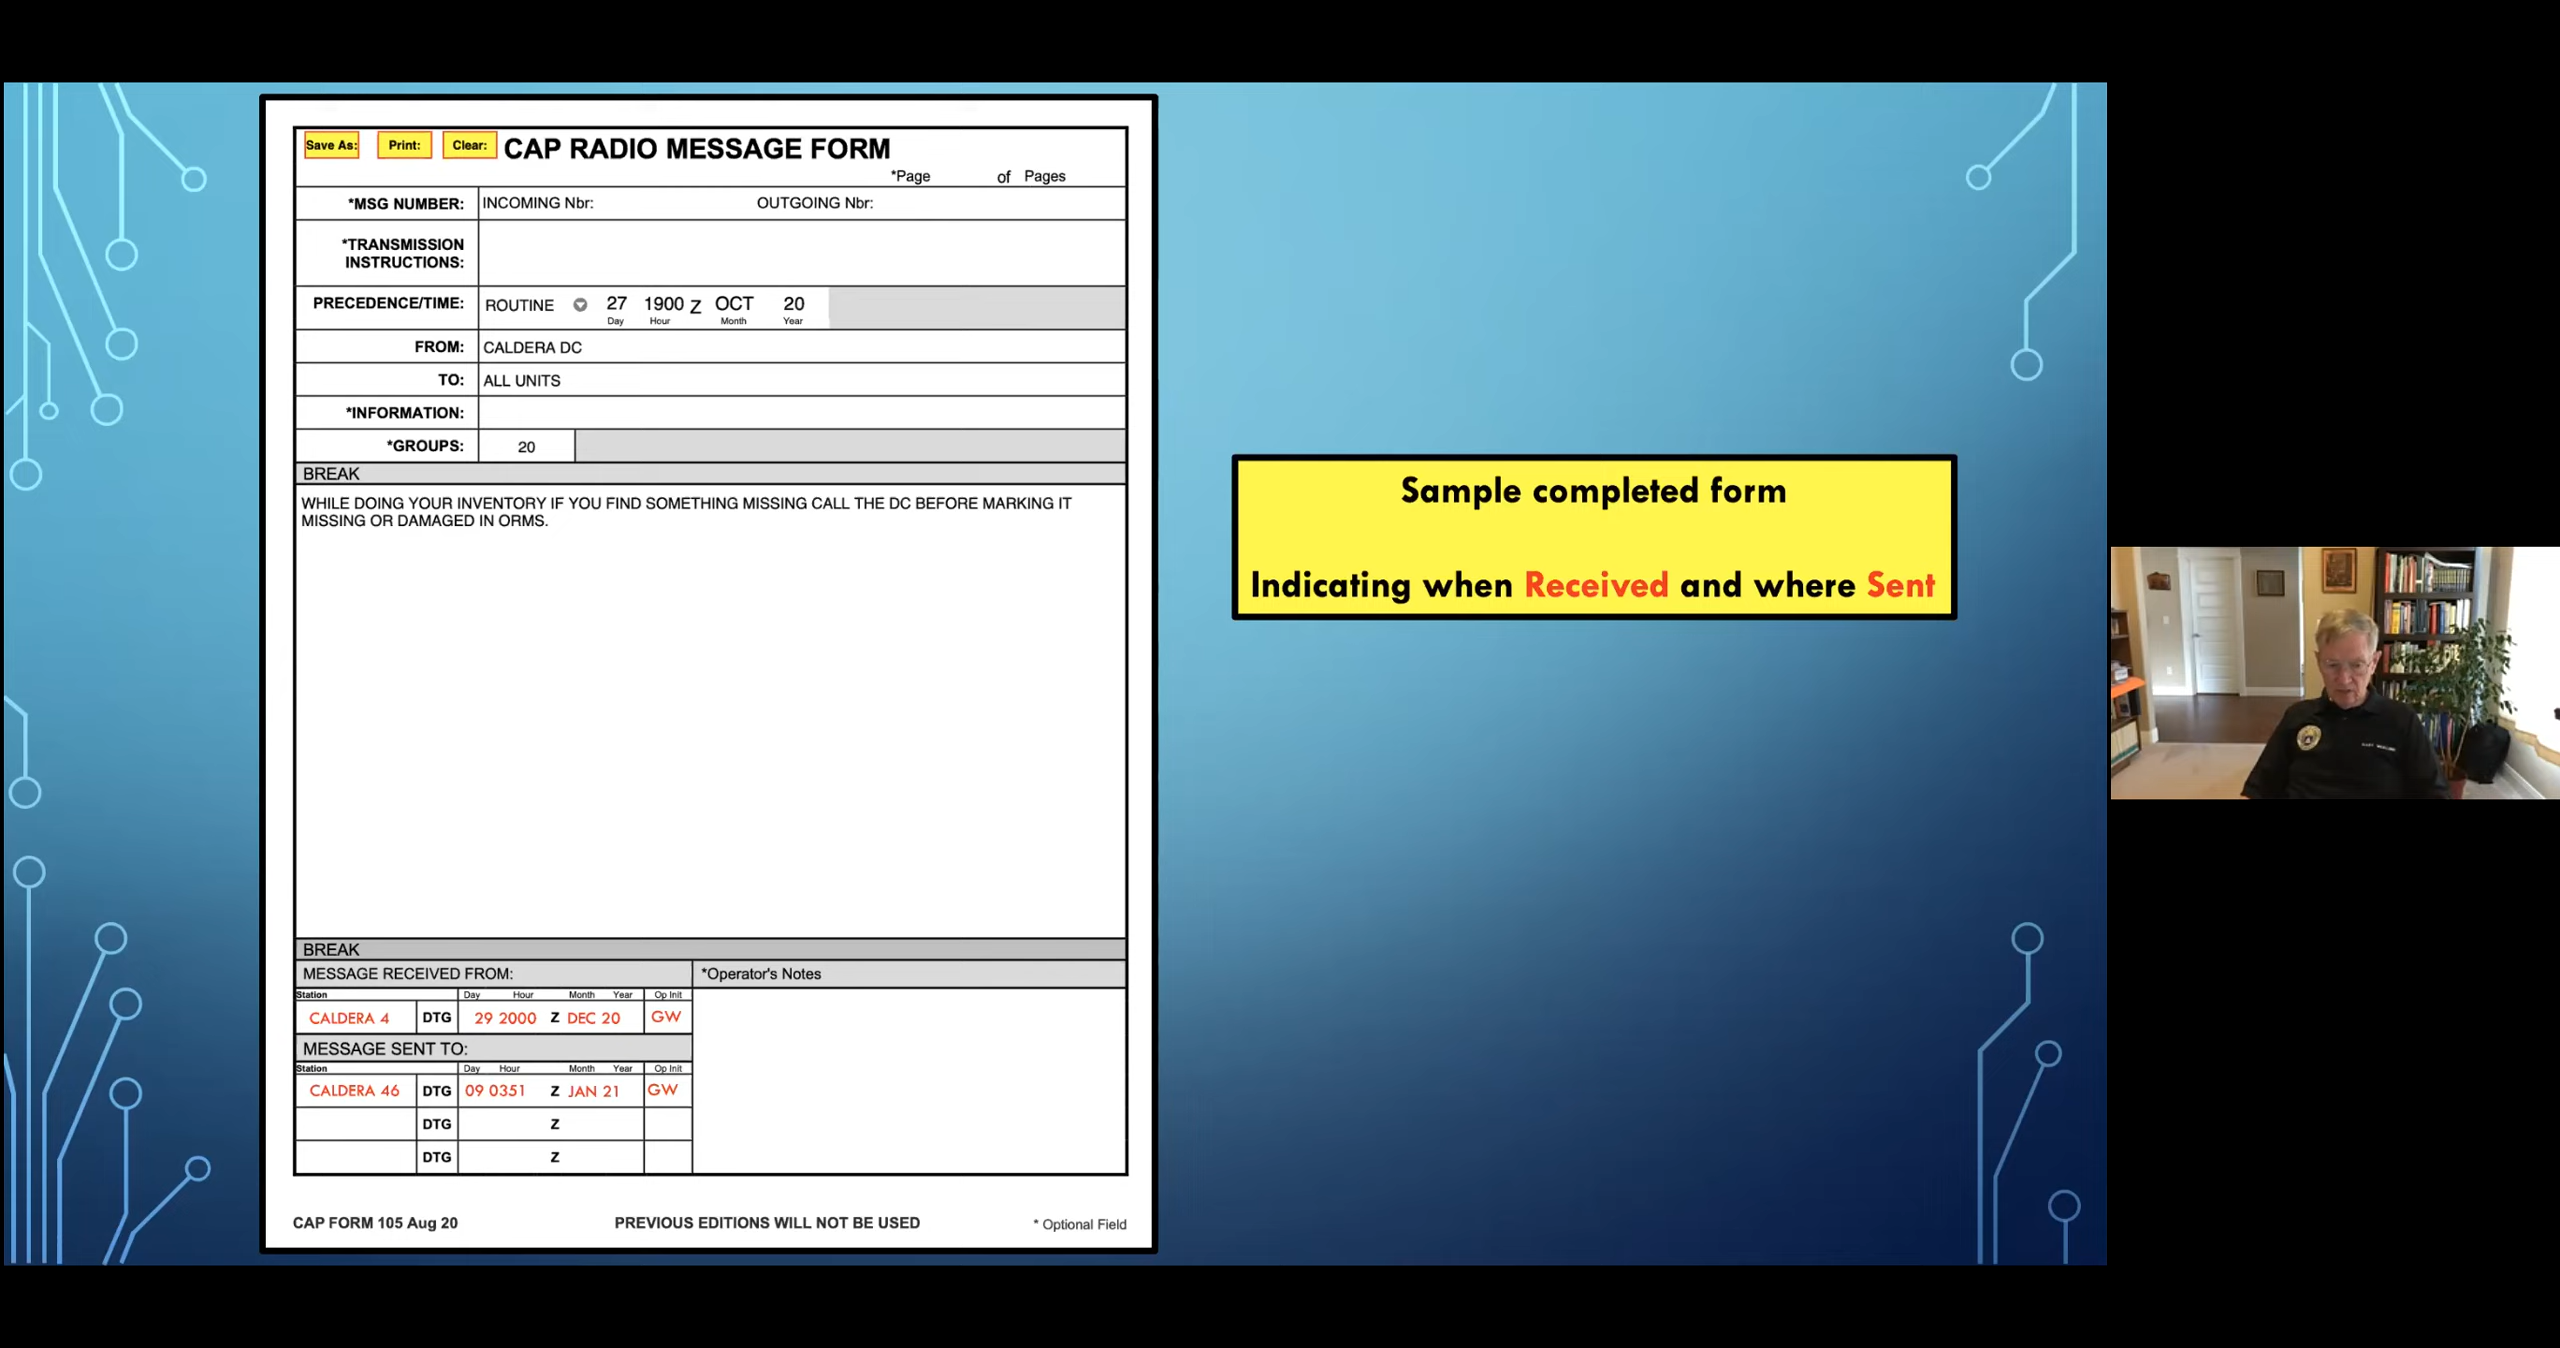 Save As: Print: Clear: CAP RADIO MESSAGE FORM
*Page of Pages
*MSG NUMBER: INCOMING Nbr: OUTGOING Nbr:
*TRANSMISSION
INSTRUCTIONS:
PRECEDENCE/TIME: ROUTINE 27 1900 Z OCT 20
Day Hour Month Year
FROM: CALDERA DC
TO: ALL UNITS
*INFORMATION:
*GROUPS: 20
BREAK
WHILE DOING YOUR INVENTORY IF YOU FIND SOMETHING MISSING CALL THE DC BEFORE MARKING IT
MISSING OR DAMAGED IN ORMS.
BREAK
MESSAGE RECEIVED FROM: *Operator's Notes
Station Day Hour Month Year Op Init
CALDERA 4 DTG 29 2000 Z DEC 20 GW
MESSAGE SENT TO:
Station Day Hour Month Year Op Init
CALDERA 46 DTG 09 0351 Z JAN 21 GW
DTG Z
DTG Z
CAP FORM 105 Aug 20 PREVIOUS EDITIONS WILL NOT BE USED * Optional Field
Sample completed form
Indicating when Received and where Sent